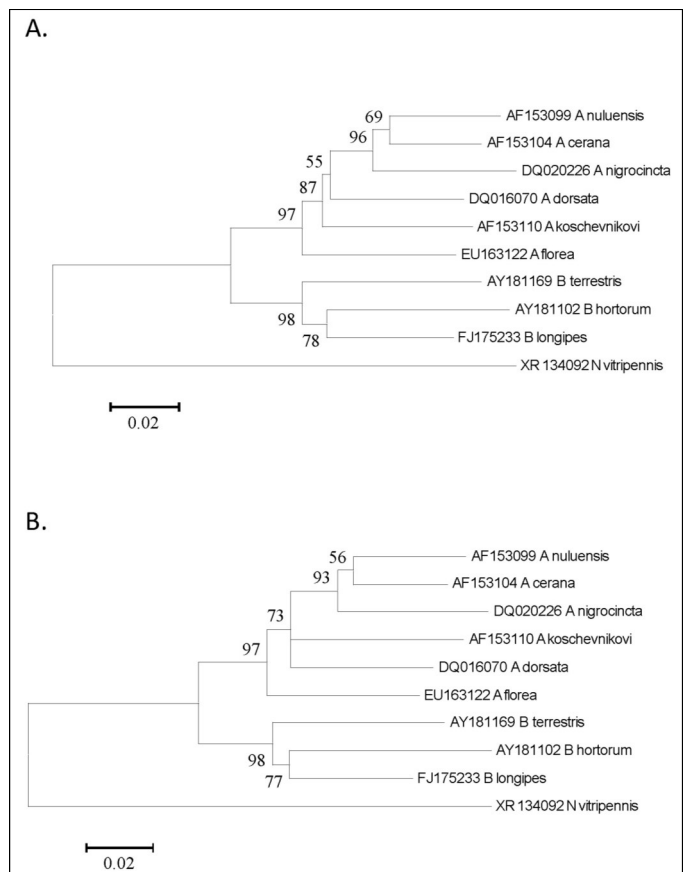 A.
69
AF153099 A nuluensis
96
AF153104 A cerana
55
DQ020226 A nigrocincta
87
DQ016070 A dorsata
97
AF153110 A koschevnikovi
EU163122 A florea
AY181169 B terrestris
98
AY181102 B hortorum
78
FJ175233 B longipes
XR 134092 N vitripennis
0.02
B.
56
AF153099 A nuluensis
93
AF153104 A cerana
DQ020226 A nigrocincta
73
AF153110 A koschevnikovi
97
DQ016070 A dorsata
EU163122 A florea
AY181169 B terrestris
98
AY181102 B hortorum
77
FJ175233 B longipes
XR 134092 N vitripennis
0.02